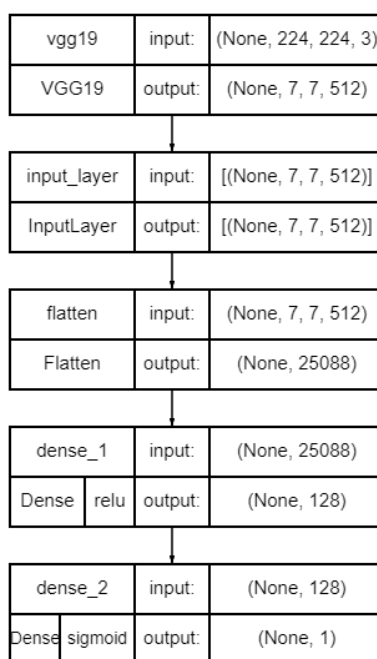 vgg19 input: (None, 224, 224, 3)
VGG19 output: (None, 7, 7, 512)
input_layer input: [(None, 7, 7, 512)]
InputLayer output: [(None, 7, 7, 512)]
flatten input: (None, 7, 7, 512)
Flatten output: (None, 25088)
dense_1 input: (None, 25088)
Dense relu output: (None, 128)
dense_2 input: (None, 128)
Dense sigmoid output: (None, 1)